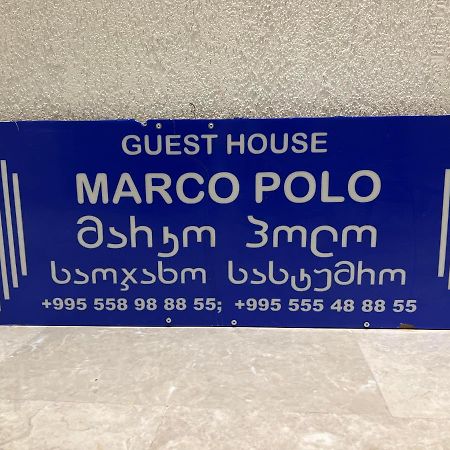 GUEST HOUSE
MARCO POLO
მარკო პოლო
საოჯახო სასტუმრო
+995 558 98 88 55; +995 555 48 88 55